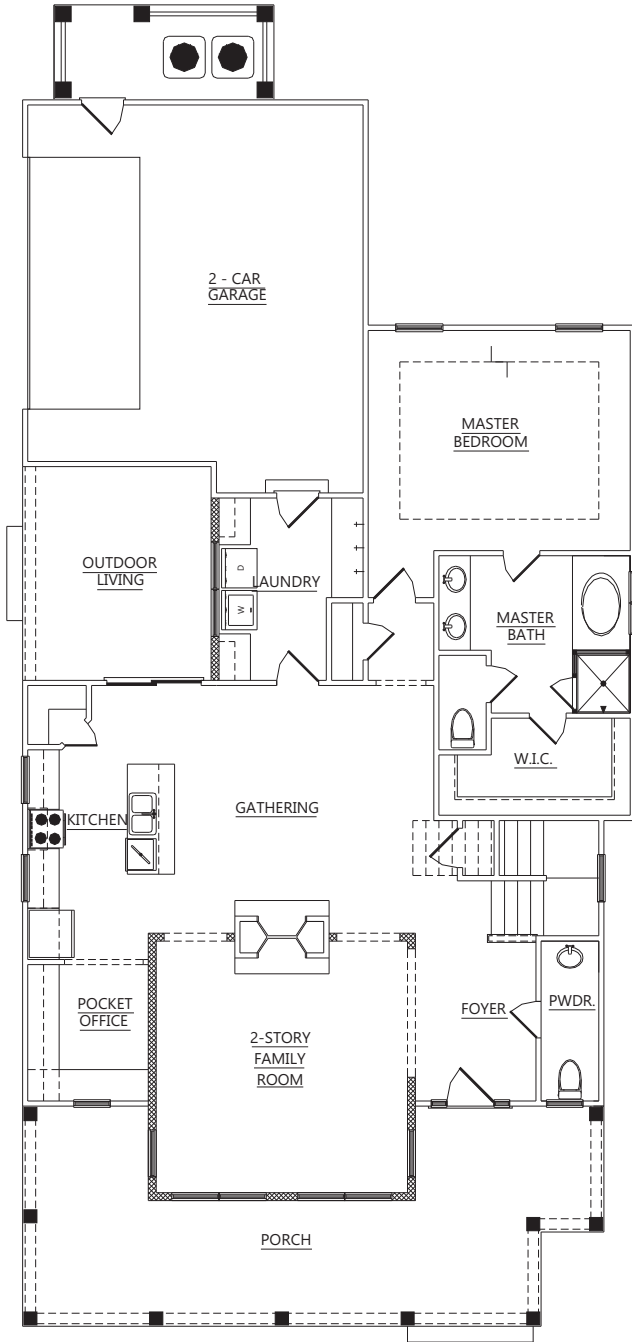 2 - CAR
GARAGE
MASTER
BEDROOM
OUTDOOR
LIVING
D
LAUNDRY
W
MASTER
BATH
W.I.C.
GATHERING
KITCHEN
POCKET
OFFICE
FOYER
PWDR.
2-STORY
FAMILY
ROOM
PORCH